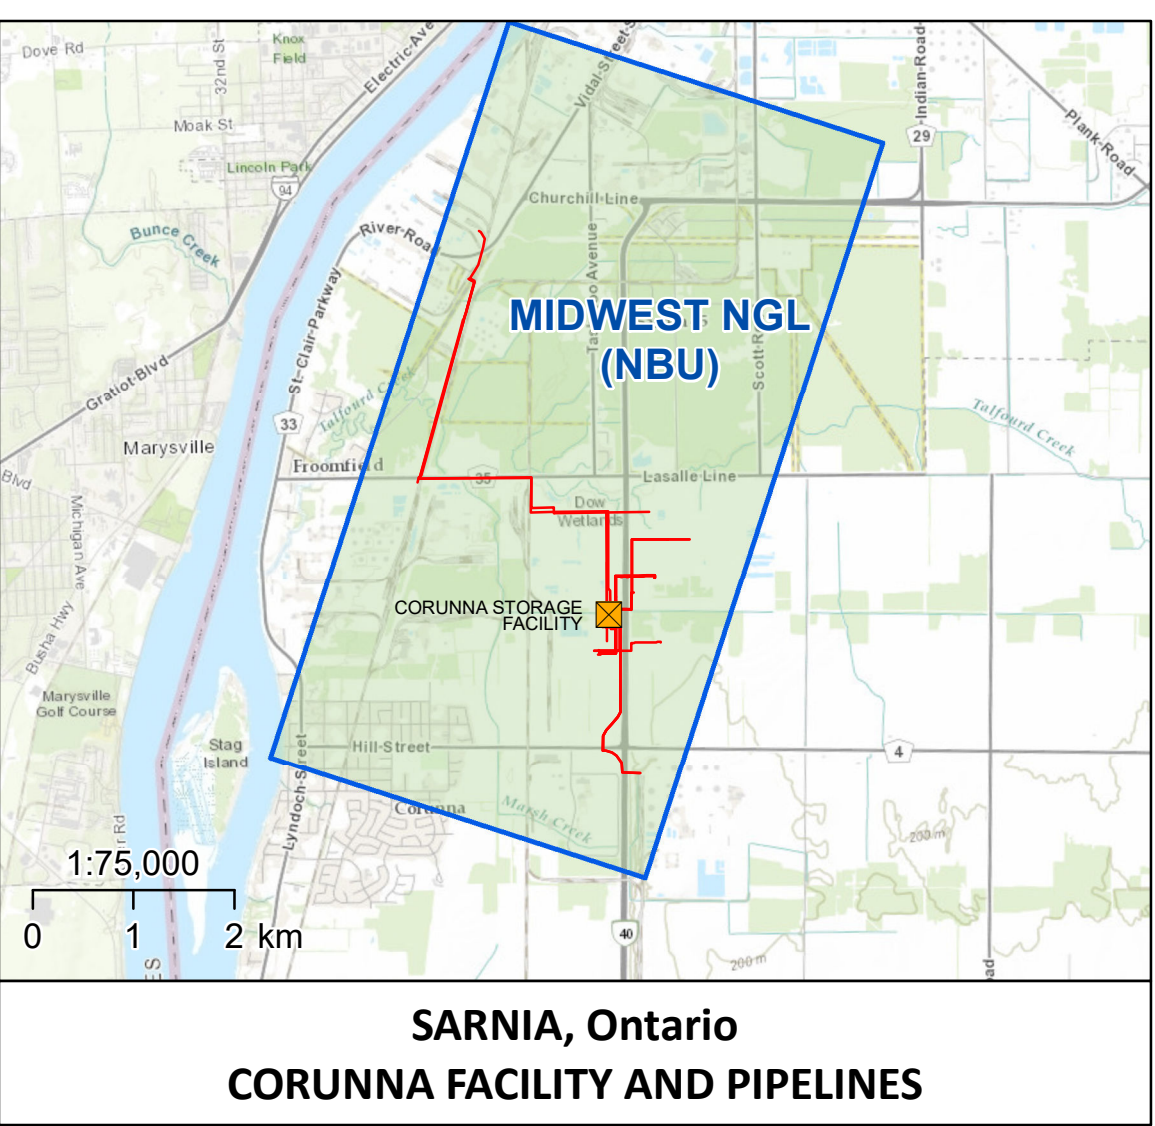 Dove Rd
32nd St
Knox
Field
Electric Ave
Vidal-Street-S
Indian-Road
Plank-Road
29
Moak St
Lincoln Park
94
Churchill-Line
Bunce Creek
River-Road
Avenue
MIDWEST NGL
(NBU)
Scott-R
St-Clair-Parkway
Gratiot-Blvd
Talfourd Creek
Talfourd Creek
33
Marysville
Froomfield
35
Lasalle-Line
Blvd
Dow
Wetlands
Michigan Ave
CORUNNA STORAGE
FACILITY
Busha Hwy
Marysville
Golf Course
Stag
Island
Hill-Street
4
Lyndoch-Street
Corunna
Marsh Creek
200 m
r Rd
1:75,000
0 1 2 km
40
200 m
ES
ad
SARNIA, Ontario
CORUNNA FACILITY AND PIPELINES